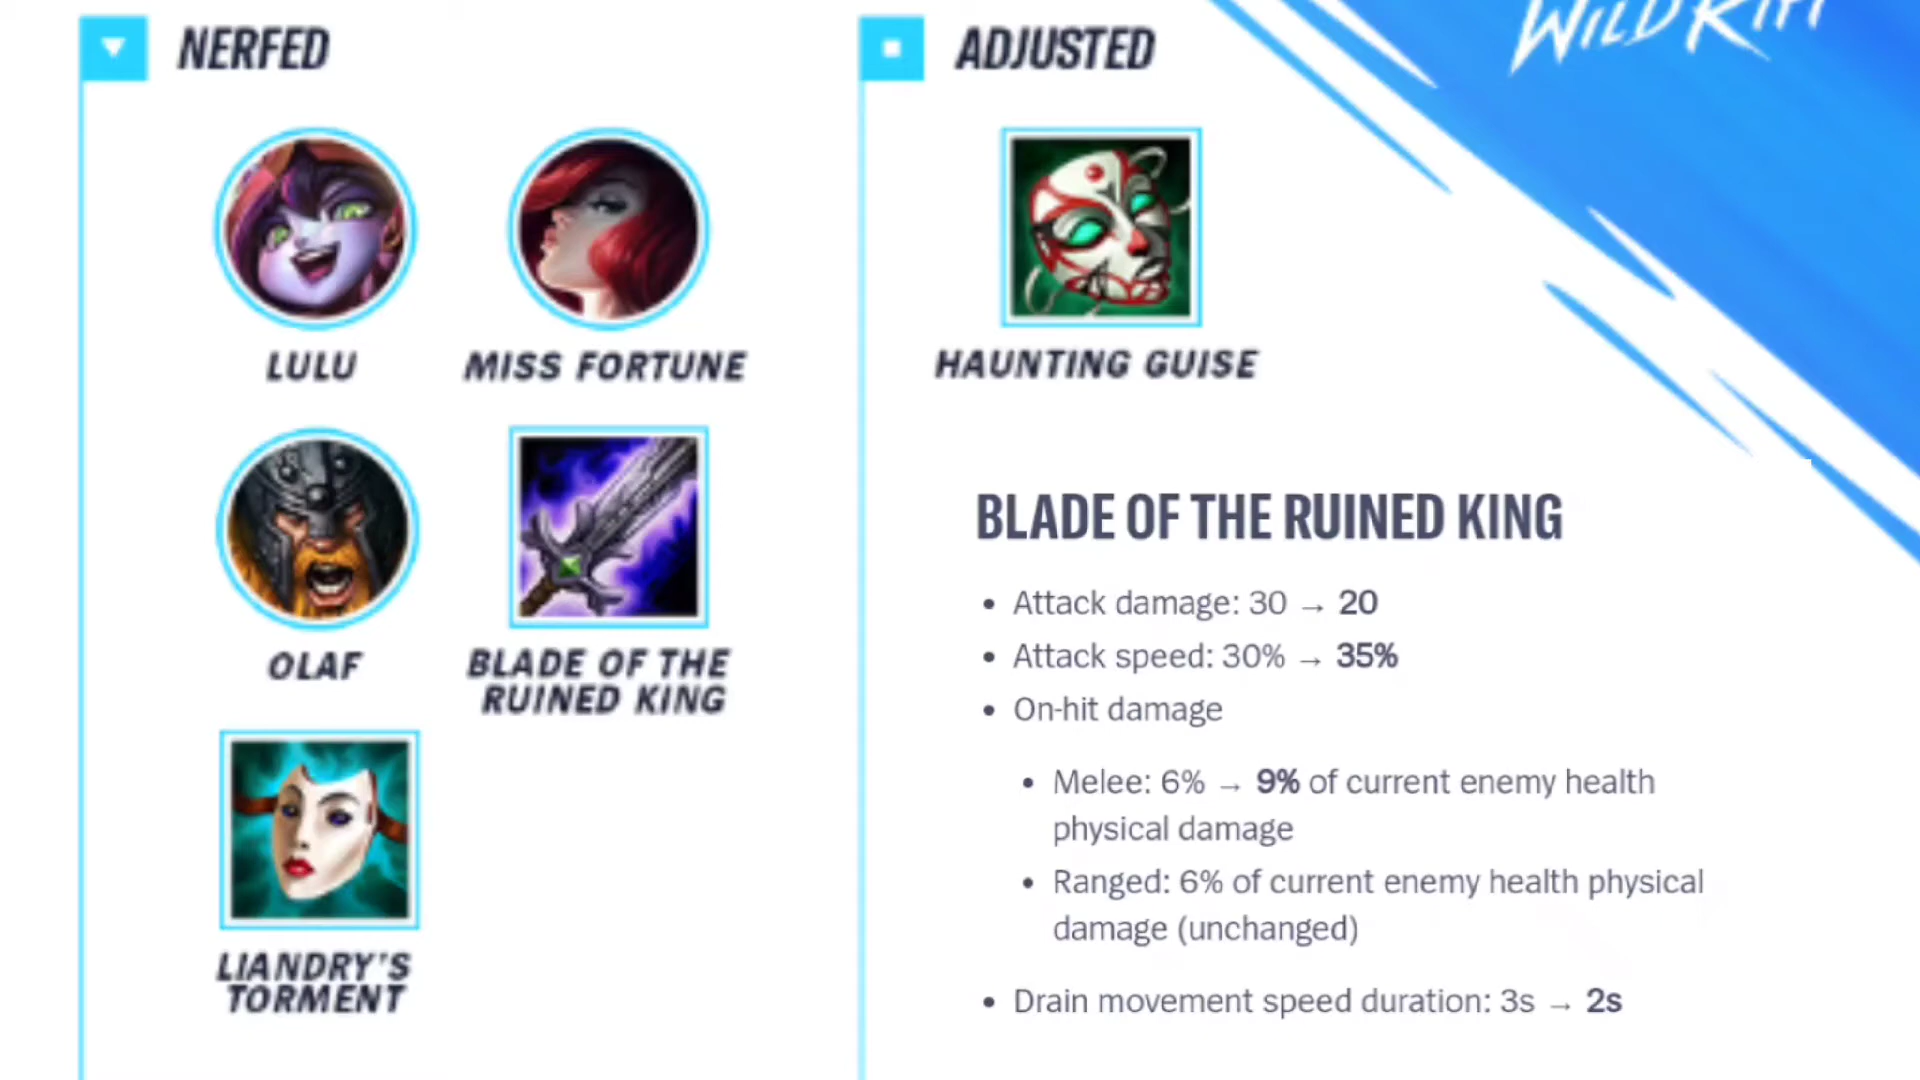 NERFED
LULU
MISS FORTUNE
OLAF
BLADE OF THE
RUINED KING
LIANDRY'S
TORMENT
ADJUSTED
HAUNTING GUISE
WILD RIFT
BLADE OF THE RUINED KING
• Attack damage: 30 → 20
• Attack speed: 30% → 35%
• On-hit damage
• Melee: 6% → 9% of current enemy health
physical damage
• Ranged: 6% of current enemy health physical
damage (unchanged)
• Drain movement speed duration: 3s → 2s